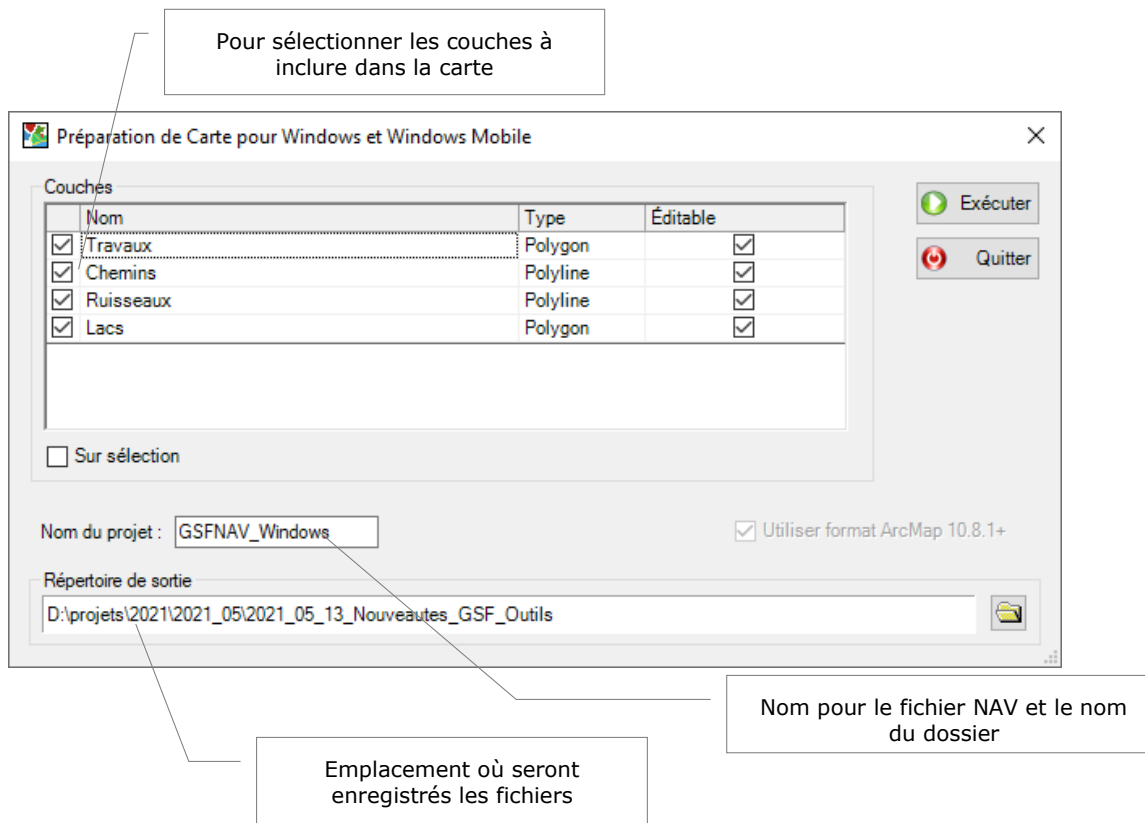 Pour sélectionner les couches à
inclure dans la carte
Préparation de Carte pour Windows et Windows Mobile
Couches
Nom Type Éditable
Travaux Polygon
Chemins Polyline
Ruisseaux Polyline
Lacs Polygon
Exécuter
Quitter
Sur sélection
Nom du projet : GSFNAV_Windows
Utiliser format ArcMap 10.8.1+
Répertoire de sortie
D:\projets\2021\2021_05\2021_05_13_Nouveautes_GSF_Outils
Nom pour le fichier NAV et le nom
du dossier
Emplacement où seront
enregistrés les fichiers